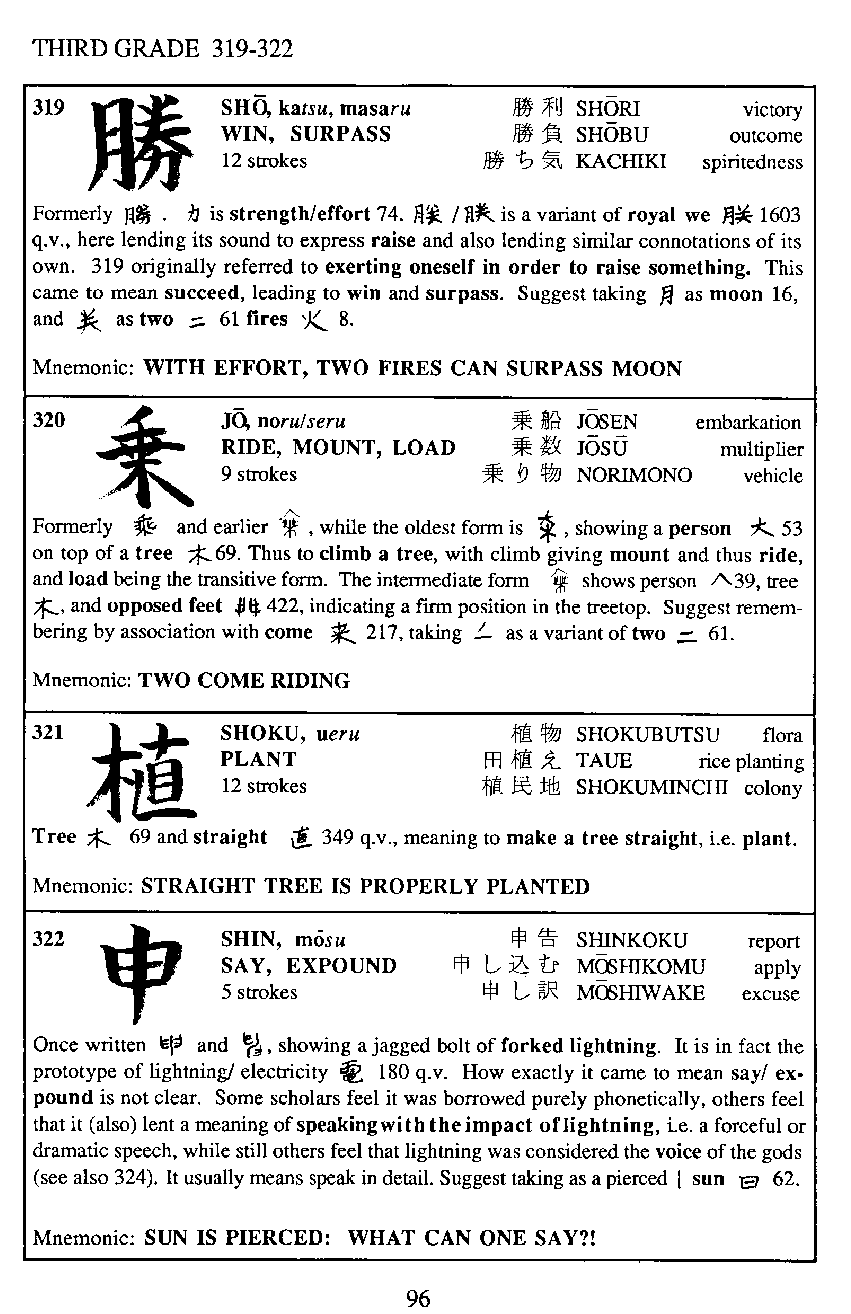 THIRD GRADE 319-322
319 勝 SHŌ, katsu, masaru 勝利 SHŌRI victory
WIN, SURPASS 勝負 SHŌBU outcome
12 strokes 勝ち気 KACHIKI spiritedness
Formerly 勝. 力 is strength/effort 74. / is a variant of royal we 朕 1603
q.v., here lending its sound to express raise and also lending similar connotations of its
own. 319 originally referred to exerting oneself in order to raise something. This
came to mean succeed, leading to win and surpass. Suggest taking 月 as moon 16,
and as two 二 61 fires 火 8.
Mnemonic: WITH EFFORT, TWO FIRES CAN SURPASS MOON
320 乗 JŌ, noru/seru 乗船 JŌSEN embarkation
RIDE, MOUNT, LOAD 乗数 JŌSŪ multiplier
9 strokes 乗り物 NORIMONO vehicle
Formerly 乘 and earlier , while the oldest form is , showing a person 大 53
on top of a tree 木 69. Thus to climb a tree, with climb giving mount and thus ride,
and load being the transitive form. The intermediate form shows person 39, tree
木, and opposed feet 422, indicating a firm position in the treetop. Suggest remem-
bering by association with come 来 217, taking as a variant of two 二 61.
Mnemonic: TWO COME RIDING
321 植 SHOKU, ueru 植物 SHOKUBUTSU flora
PLANT 田植え TAUE rice planting
12 strokes 植民地 SHOKUMINCHI colony
Tree 木 69 and straight 直 349 q.v., meaning to make a tree straight, i.e. plant.
Mnemonic: STRAIGHT TREE IS PROPERLY PLANTED
322 申 SHIN, mōsu 申告 SHINKOKU report
SAY, EXPOUND 申し込む MŌSHIKOMU apply
5 strokes 申し訳 MŌSHIWAKE excuse
Once written and , showing a jagged bolt of forked lightning. It is in fact the
prototype of lightning/ electricity 電 180 q.v. How exactly it came to mean say/ ex-
pound is not clear. Some scholars feel it was borrowed purely phonetically, others feel
that it (also) lent a meaning of speaking with the impact of lightning, i.e. a forceful or
dramatic speech, while still others feel that lightning was considered the voice of the gods
(see also 324). It usually means speak in detail. Suggest taking as a pierced | sun 日 62.
Mnemonic: SUN IS PIERCED: WHAT CAN ONE SAY?!
96